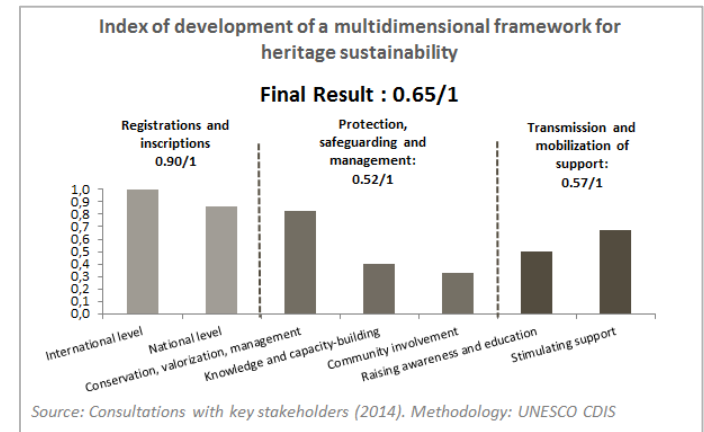 Index of development of a multidimensional framework for
heritage sustainability
Final Result : 0.65/1
Registrations and
inscriptions
0.90/1
Protection,
safeguarding and
management:
0.52/1
Transmission and
mobilization of
support:
0.57/1
1,0
0,9
0,8
0,7
0,6
0,5
0,4
0,3
0,2
0,1
0,0
International level
National level
Conservation, valorization, management
Knowledge and capacity-building
Community involvement
Raising awareness and education
Stimulating support
Source: Consultations with key stakeholders (2014). Methodology: UNESCO CDIS